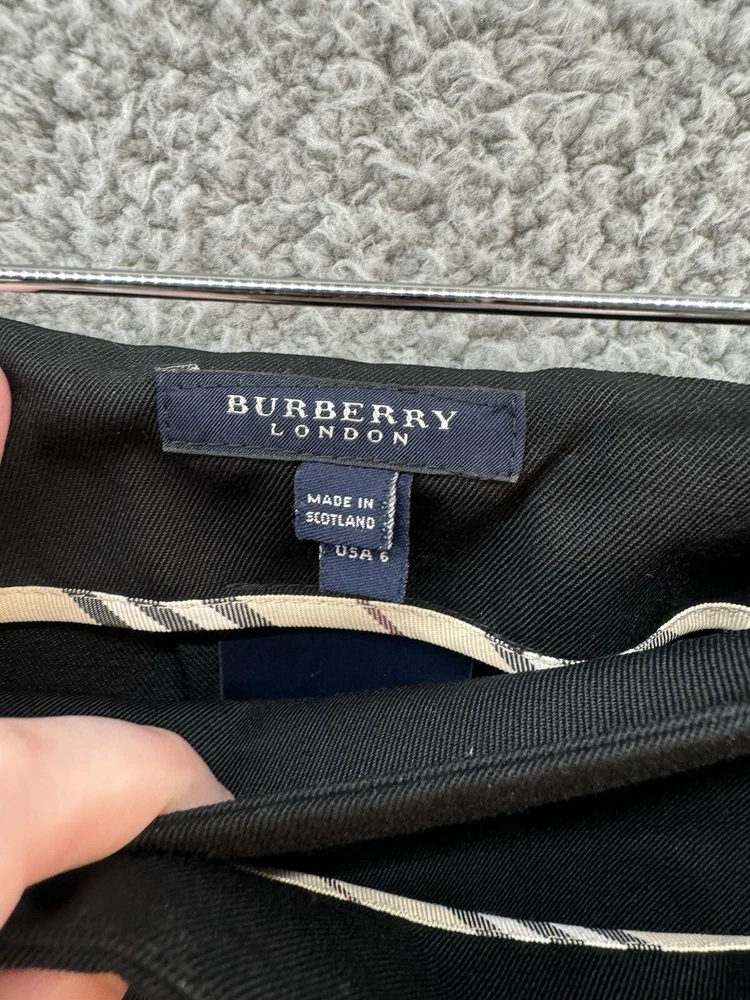 BURBERRY
LONDON
MADE IN
SCOTLAND
USA 6